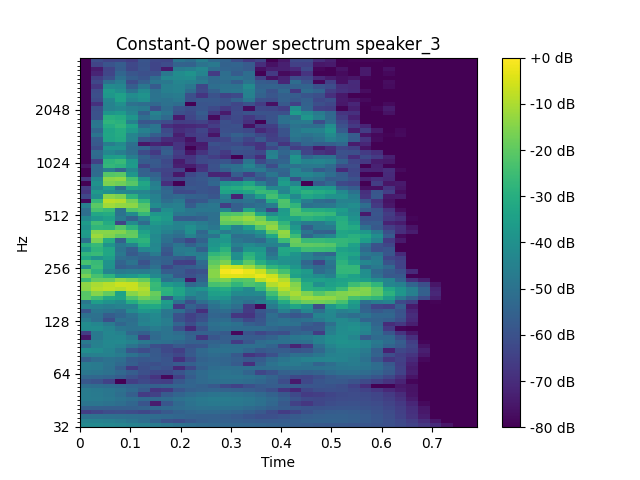 Constant-Q power spectrum speaker_3
Hz
2048
1024
512
256
128
64
32
0
0.1
0.2
0.3
0.4
0.5
0.6
0.7
Time
+0 dB
-10 dB
-20 dB
-30 dB
-40 dB
-50 dB
-60 dB
-70 dB
-80 dB